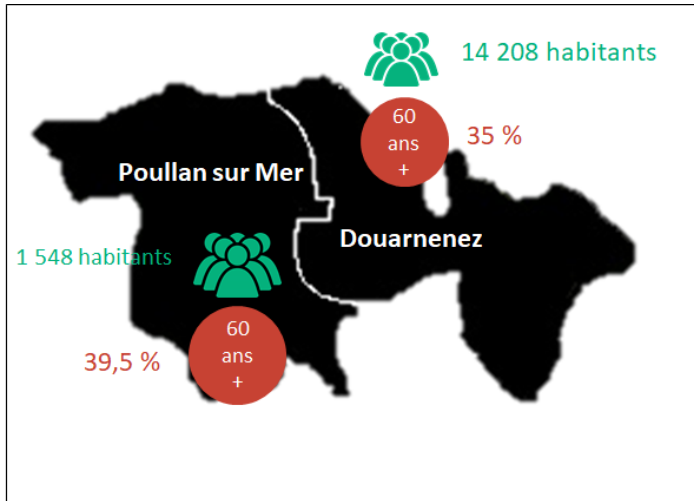 14 208 habitants
60
ans
+
35 %
Poullan sur Mer
Douarnenez
1 548 habitants
60
ans
+
39,5 %